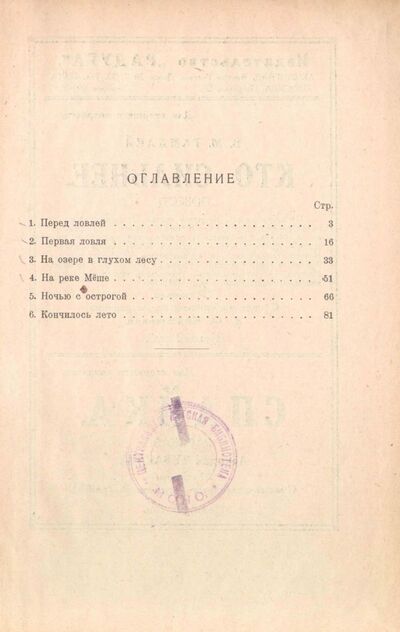 ОГЛАВЛЕНИЕ
Стр.
1. Перед ловлей . . . . . . . . . . . . . . . . . . . . 3
2. Первая ловля . . . . . . . . . . . . . . . . . . . . 16
3. На озере в глухом лесу . . . . . . . . . . . . . . . 33
4. На реке Мёше . . . . . . . . . . . . . . . . . . . . 51
5. Ночью с острогой . . . . . . . . . . . . . . . . . . 66
6. Кончилось лето . . . . . . . . . . . . . . . . . . . 81
БИБЛИОТЕКА